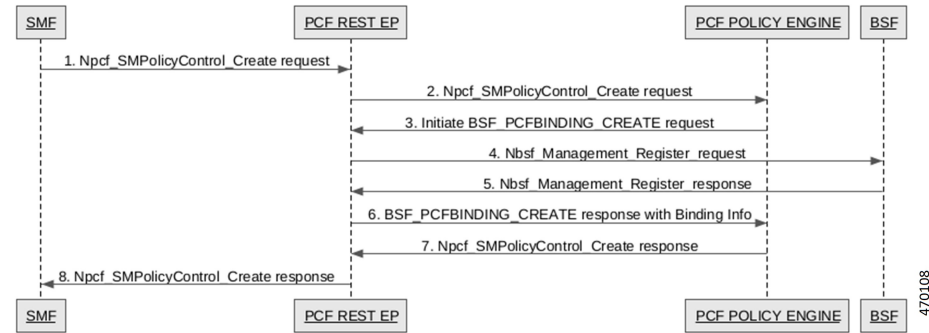 SMF PCF REST EP PCF POLICY ENGINE BSF
1. Npcf_SMPolicyControl_Create request
2. Npcf_SMPolicyControl_Create request
3. Initiate BSF_PCFBINDING_CREATE request
4. Nbsf_Management_Register_request
5. Nbsf_Management_Register_response
6. BSF_PCFBINDING_CREATE response with Binding Info
7. Npcf_SMPolicyControl_Create response
8. Npcf_SMPolicyControl_Create response
SMF PCF REST EP PCF POLICY ENGINE BSF
470108